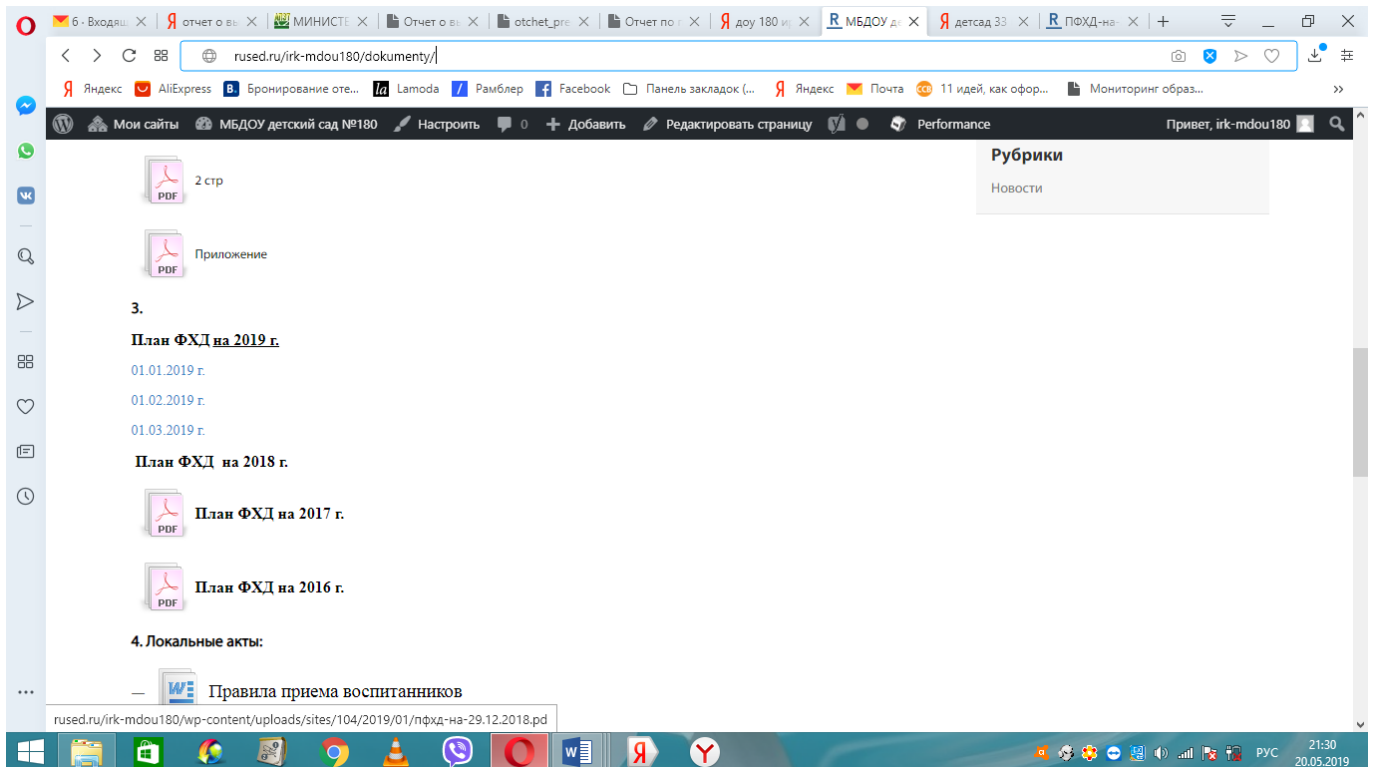 6 - Входящ
отчет о вь
МИНИСТЕ
Отчет о вь
otchet_pre
Отчет по г
доу 180 ир
МБДОУ де
детсад 33
ПФХД-на-
rused.ru/irk-mdou180/dokumenty/
Яндекс AliExpress Бронирование оте... Lamoda Рамблер Facebook Панель закладок (... Яндекс Почта 11 идей, как офор... Мониторинг образ...
Мои сайты МБДОУ детский сад №180 Настроить 0 Добавить Редактировать страницу Performance Привет, irk-mdou180
Рубрики
Новости
PDF 2 стр
PDF Приложение
3.
План ФХД на 2019 г.
01.01.2019 г.
01.02.2019 г.
01.03.2019 г.
План ФХД на 2018 г.
PDF План ФХД на 2017 г.
PDF План ФХД на 2016 г.
4. Локальные акты:
— Правила приема воспитанников
rused.ru/irk-mdou180/wp-content/uploads/sites/104/2019/01/пфхд-на-29.12.2018.pd
РУС
21:30
20.05.2019